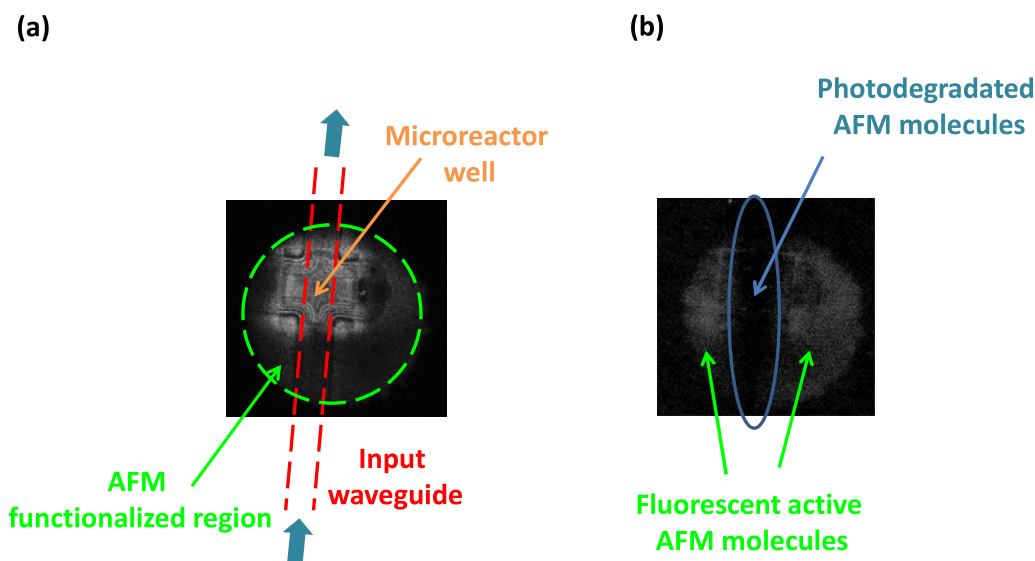 (a)
(b)
Photodegradated
AFM molecules
Microreactor
well
Input
waveguide
AFM
functionalized region
Fluorescent active
AFM molecules